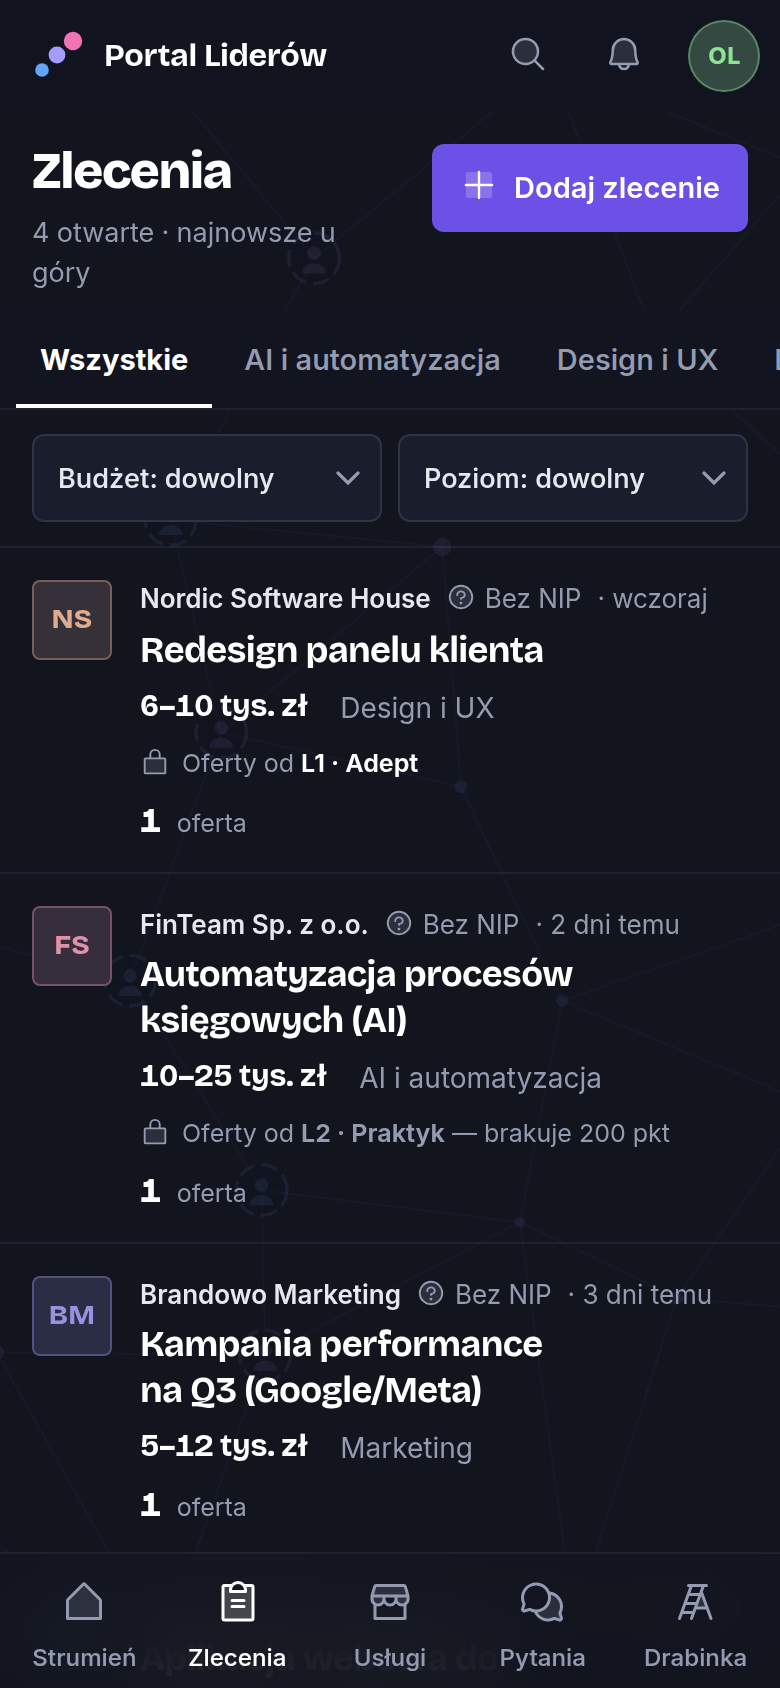 Portal Liderów
OL
Zlecenia
4 otwarte · najnowsze u
góry
Dodaj zlecenie
Wszystkie
AI i automatyzacja
Design i UX
Budżet: dowolny
Poziom: dowolny
NS
Nordic Software House
Bez NIP · wczoraj
Redesign panelu klienta
6–10 tys. zł
Design i UX
Oferty od L1 · Adept
1 oferta
FS
FinTeam Sp. z o.o.
Bez NIP · 2 dni temu
Automatyzacja procesów
księgowych (AI)
10–25 tys. zł
AI i automatyzacja
Oferty od L2 · Praktyk — brakuje 200 pkt
1 oferta
BM
Brandowo Marketing
Bez NIP · 3 dni temu
Kampania performance
na Q3 (Google/Meta)
5–12 tys. zł
Marketing
1 oferta
Strumień
Zlecenia
Usługi
Pytania
Drabinka